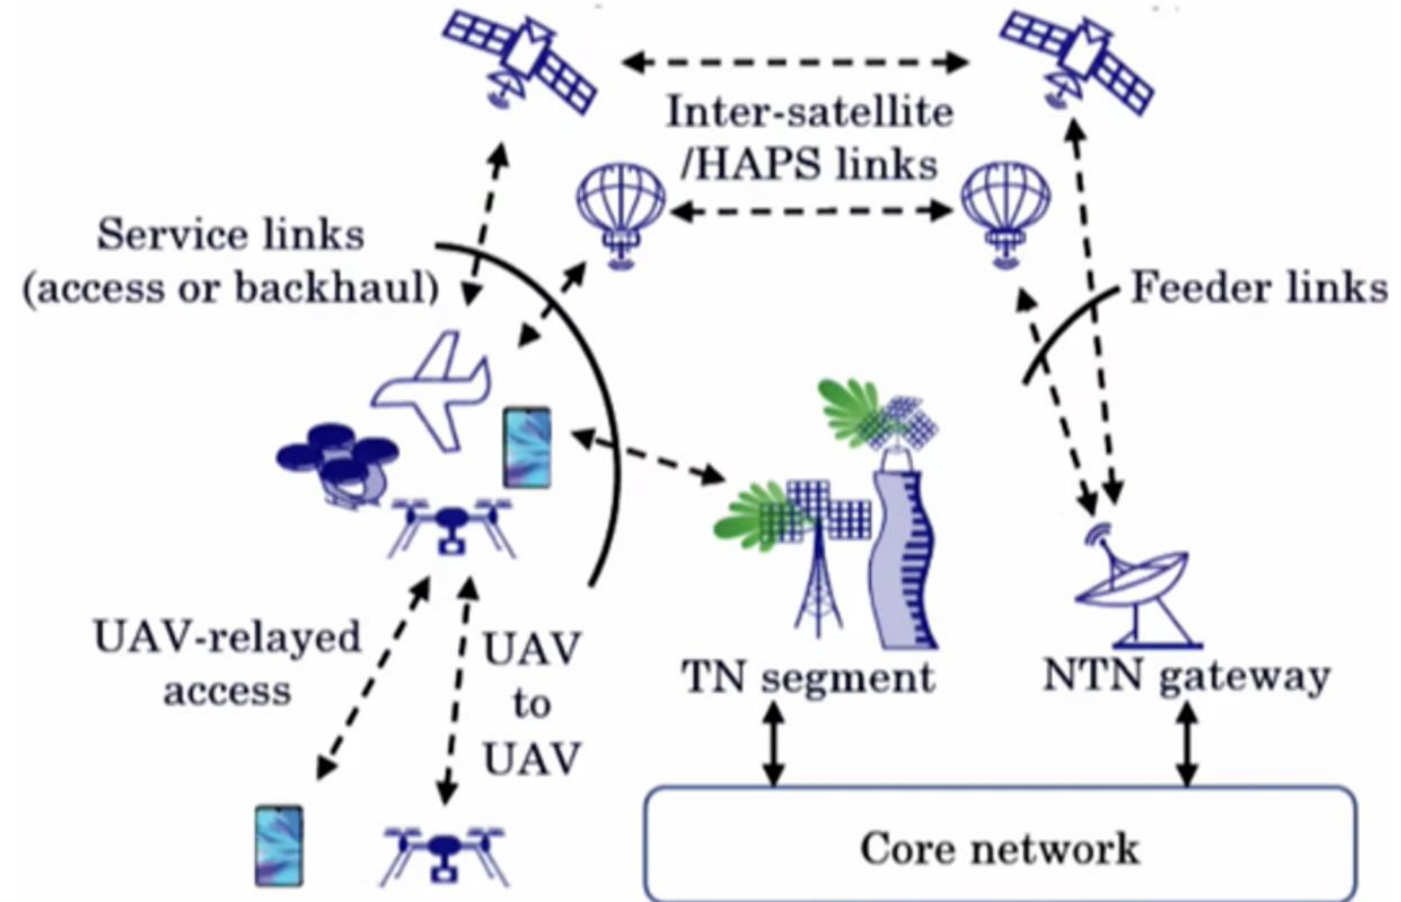 Inter-satellite
/HAPS links
Service links
(access or backhaul)
Feeder links
UAV-relayed
access
UAV
to
UAV
TN segment
NTN gateway
Core network